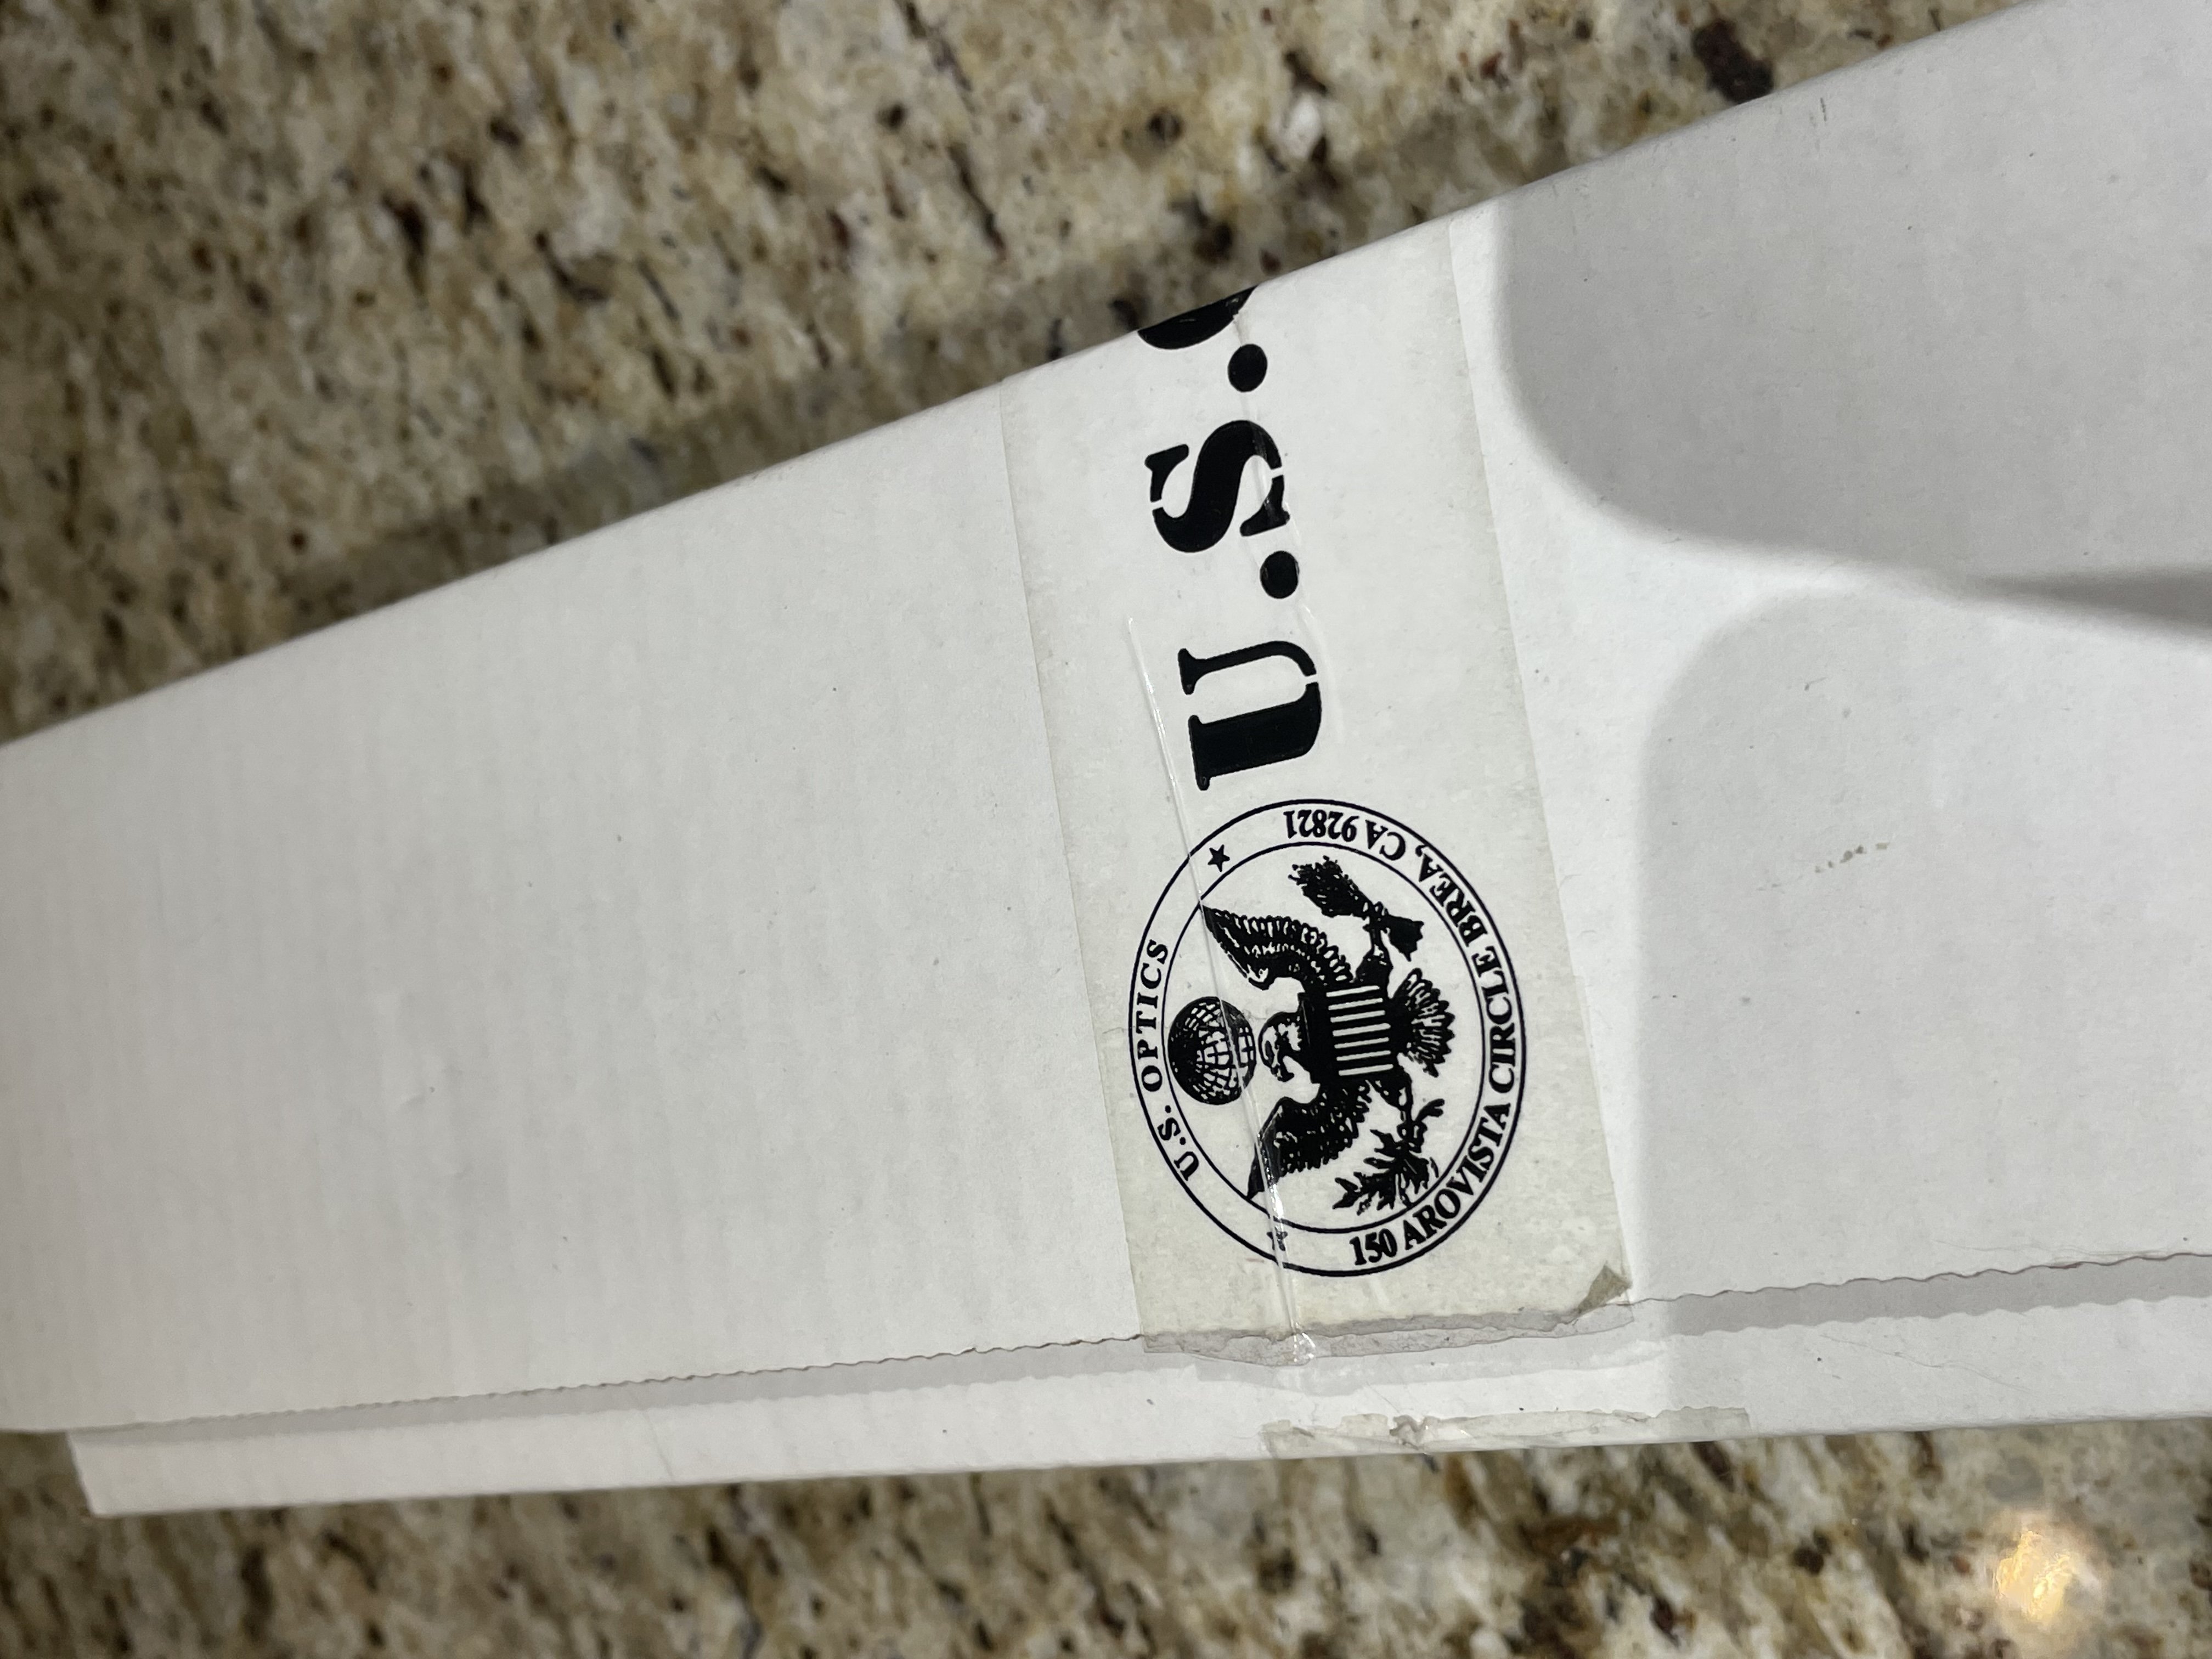 U.S.
U.S. OPTICS
150 AROVISTA CIRCLE BREA, CA 92821